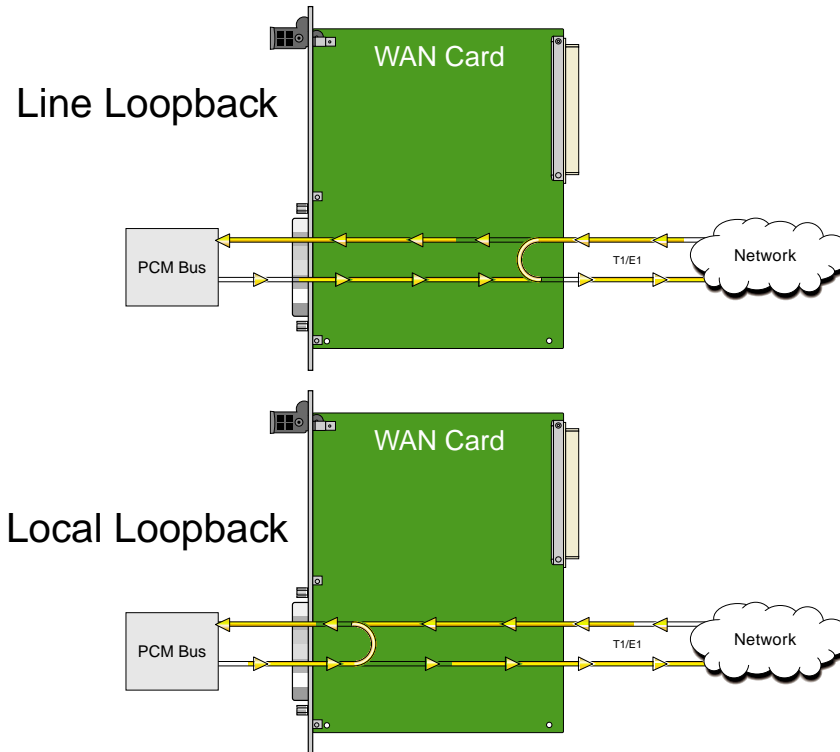 WAN Card
Line Loopback
PCM Bus
T1/E1
Network
WAN Card
Local Loopback
PCM Bus
T1/E1
Network